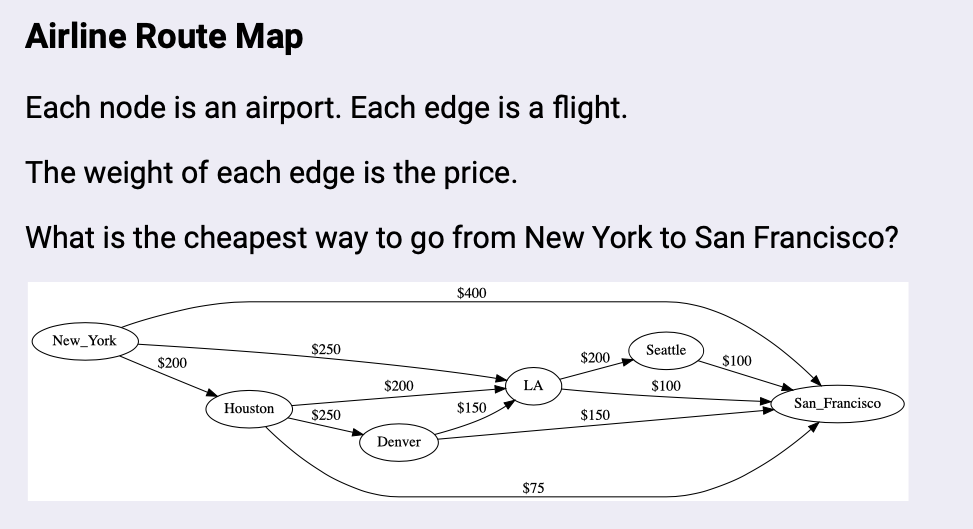 Airline Route Map
Each node is an airport. Each edge is a flight.
The weight of each edge is the price.
What is the cheapest way to go from New York to San Francisco?
$400
New_York
$250
$200
Seattle
$200
$100
LA
$200
$100
Houston
$250
$150
$150
San_Francisco
Denver
$75